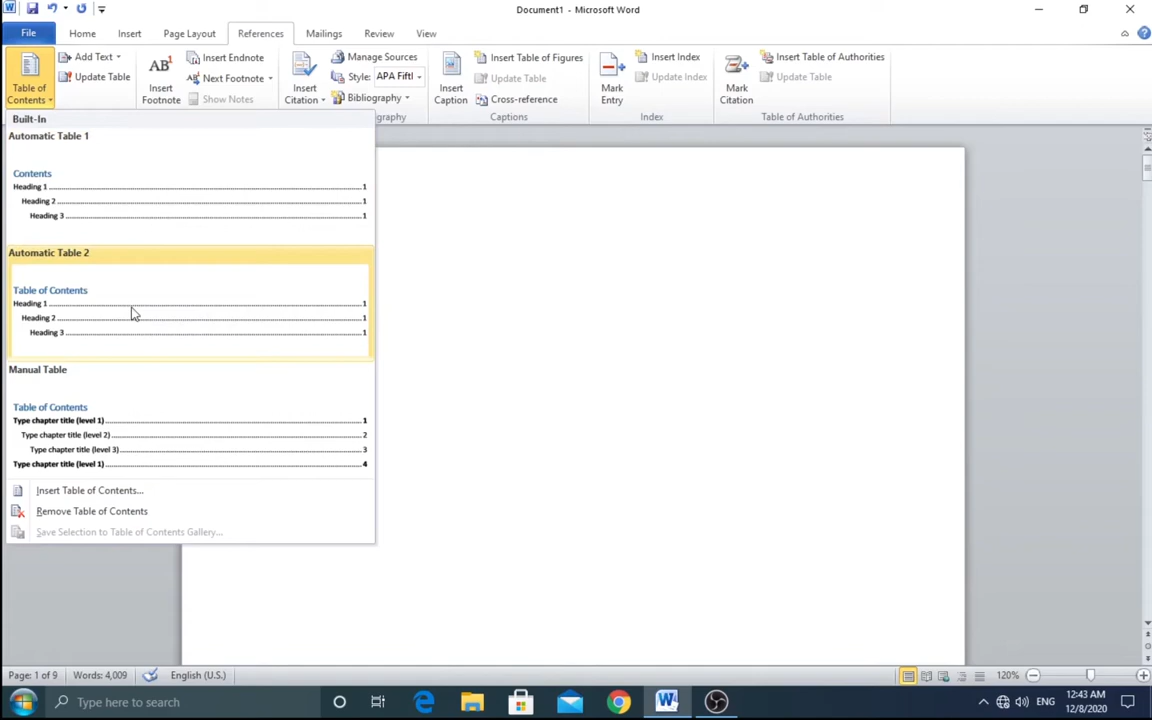 Document1 - Microsoft Word
File Insert Page Layout References Mailings Review View
Table of Contents
Add Text
Update Table
AB¹
Insert Footnote
Insert Endnote
Next Footnote
Show Notes
Insert Citation
Manage Sources
Style: APA Fiftl
Bibliography
Insert Caption
Insert Table of Figures
Update Table
Cross-reference
Mark Entry
Insert Index
Update Index
Mark Citation
Insert Table of Authorities
Update Table
graphy Captions Index Table of Authorities
Built-In
Automatic Table 1
Contents
Heading 1 1
Heading 2 1
Heading 3 1
Automatic Table 2
Table of Contents
Heading 1 1
Heading 2 1
Heading 3 1
Manual Table
Table of Contents
Type chapter title (level 1) 1
Type chapter title (level 2) 2
Type chapter title (level 3) 3
Type chapter title (level 1) 4
Insert Table of Contents...
Remove Table of Contents
Save Selection to Table of Contents Gallery...
Page: 1 of 9 Words: 4,009 English (U.S.) 120%
Type here to search
ENG
12:43 AM
12/8/2020